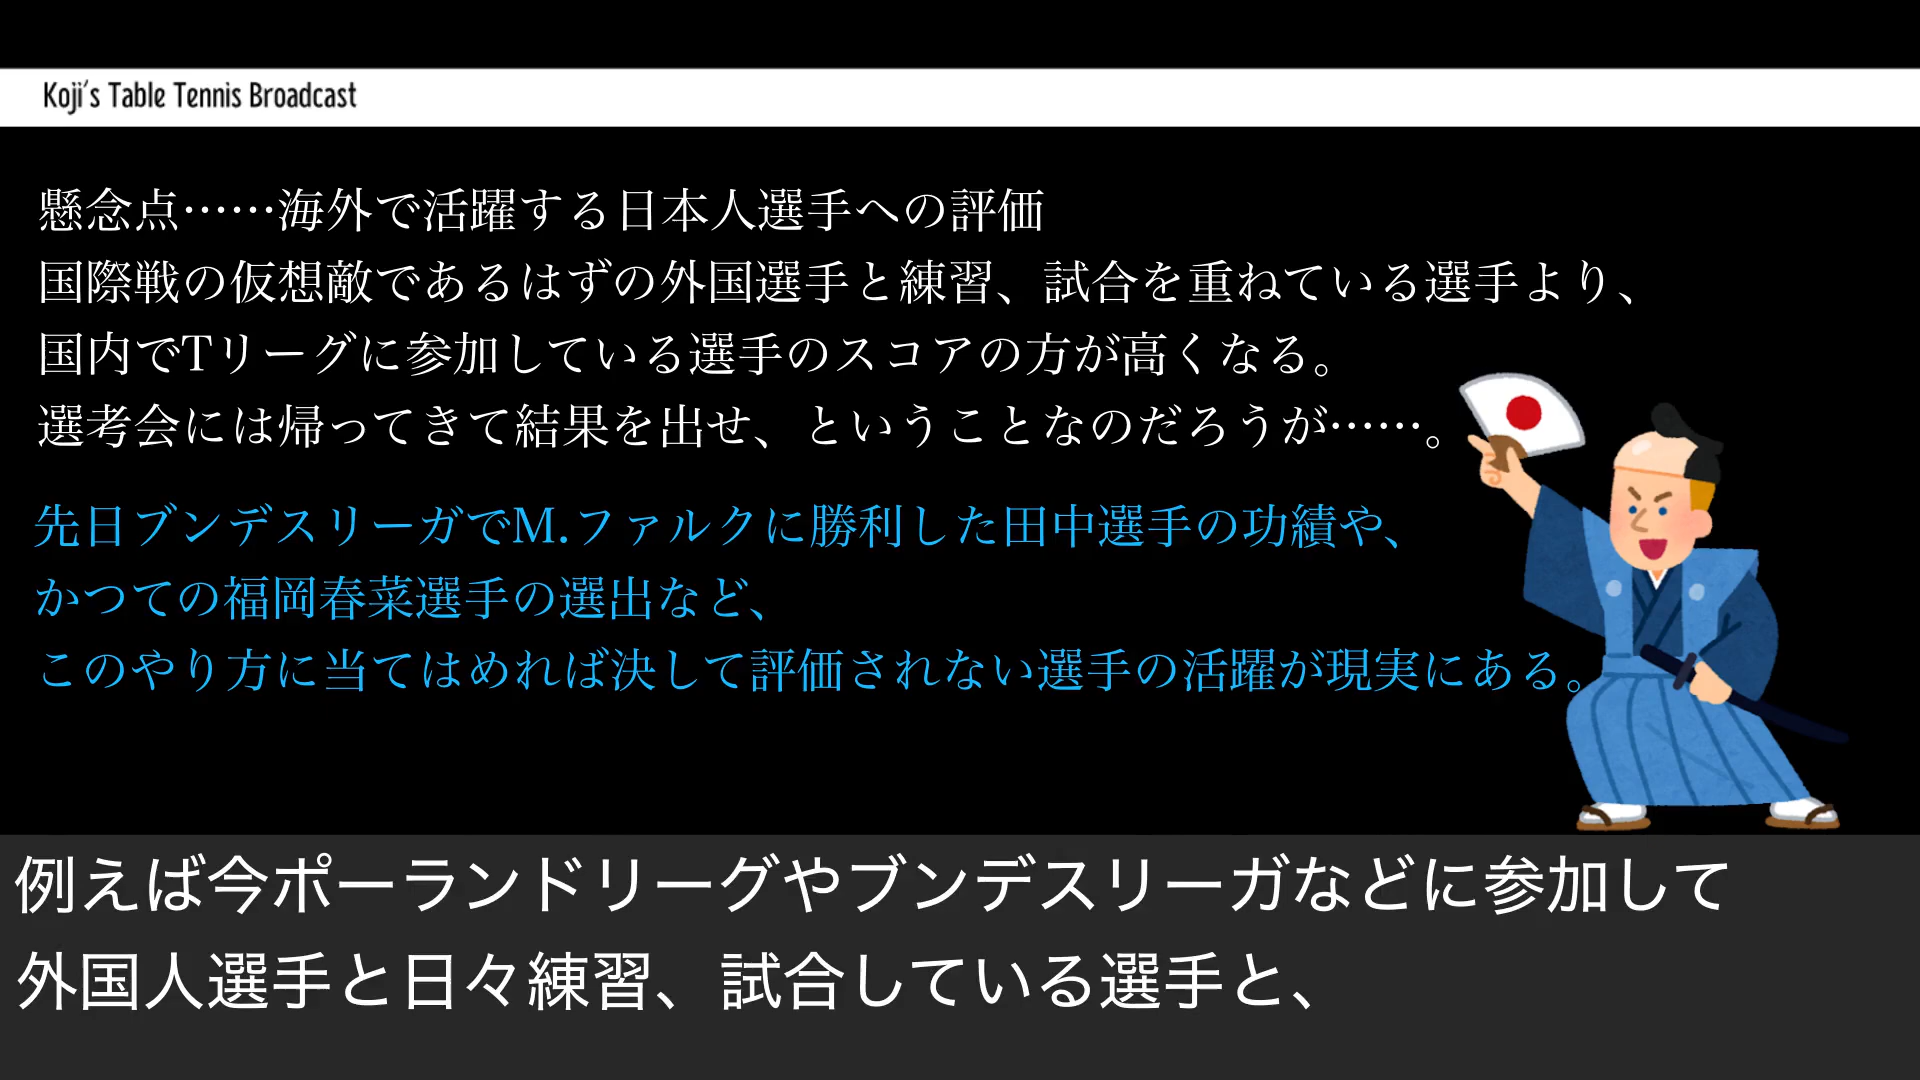 Koji's Table Tennis Broadcast
懸念点……海外で活躍する日本人選手への評価
国際戦の仮想敵であるはずの外国選手と練習、試合を重ねている選手より、
国内でTリーグに参加している選手のスコアの方が高くなる。
選考会には帰ってきて結果を出せ、ということなのだろうが……。
先日ブンデスリーガでM.ファルクに勝利した田中選手の功績や、
かつての福岡春菜選手の選出など、
このやり方に当てはめれば決して評価されない選手の活躍が現実にある。
例えば今ポーランドリーグやブンデスリーガなどに参加して
外国人選手と日々練習、試合している選手と、